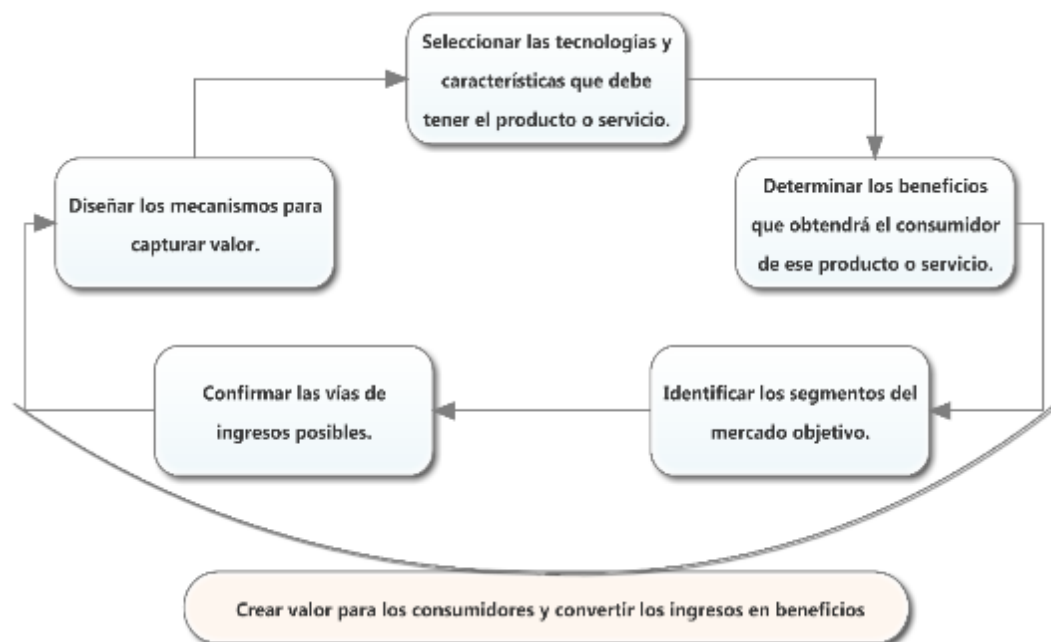 Seleccionar las tecnologías y
características que debe
tener el producto o servicio.
Diseñar los mecanismos para
capturar valor.
Determinar los beneficios
que obtendrá el consumidor
de ese producto o servicio.
Confirmar las vías de
ingresos posibles.
Identificar los segmentos del
mercado objetivo.
Crear valor para los consumidores y convertir los ingresos en beneficios